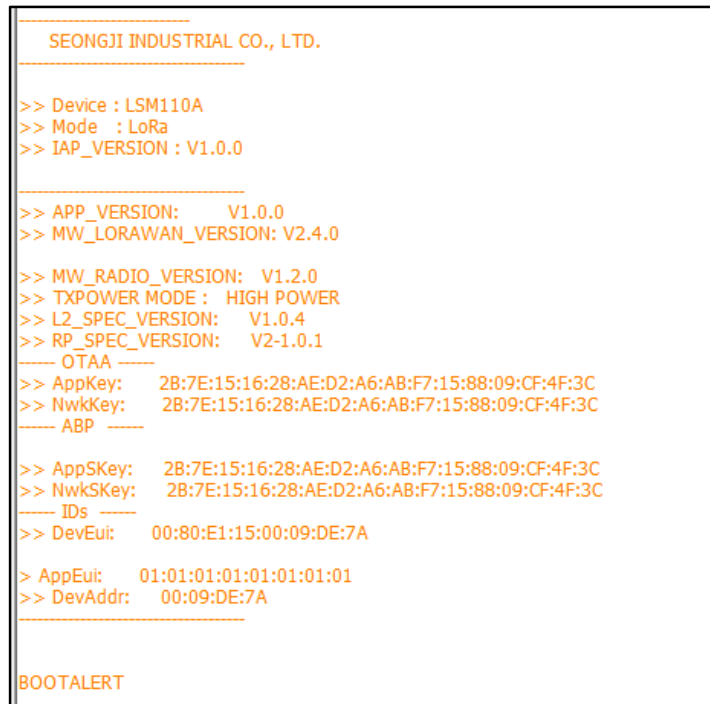 ----------------------------
SEONGJI INDUSTRIAL CO., LTD.
-------------------------------------
>> Device : LSM110A
>> Mode   : LoRa
>> IAP_VERSION : V1.0.0
-------------------------------------
>> APP_VERSION:        V1.0.0
>> MW_LORAWAN_VERSION: V2.4.0
>> MW_RADIO_VERSION:   V1.2.0
>> TXPOWER MODE :   HIGH POWER
>> L2_SPEC_VERSION:     V1.0.4
>> RP_SPEC_VERSION:     V2-1.0.1
------ OTAA ------
>> AppKey:      2B:7E:15:16:28:AE:D2:A6:AB:F7:15:88:09:CF:4F:3C
>> NwkKey:      2B:7E:15:16:28:AE:D2:A6:AB:F7:15:88:09:CF:4F:3C
------ ABP  ------
>> AppSKey:     2B:7E:15:16:28:AE:D2:A6:AB:F7:15:88:09:CF:4F:3C
>> NwkSKey:     2B:7E:15:16:28:AE:D2:A6:AB:F7:15:88:09:CF:4F:3C
------ IDs  ------
>> DevEui:      00:80:E1:15:00:09:DE:7A
> AppEui:      01:01:01:01:01:01:01:01
>> DevAddr:     00:09:DE:7A
-------------------------------------
BOOTALERT